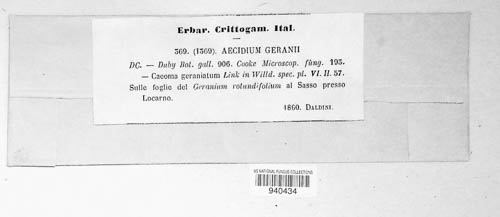 Erbar. Crittogam. Ital.
369. (1369). AECIDIUM GERANII
DC. — Duby Bot. gall. 906. Cooke Microscop. fung. 195.
— Caeoma geraniatum Link in Willd. spec. pl. VI. II. 57.
Sulle foglie del Geranium rotundifolium al Sasso presso
Locarno.
1860. DALDINI.
US NATIONAL FUNGUS COLLECTIONS
940434